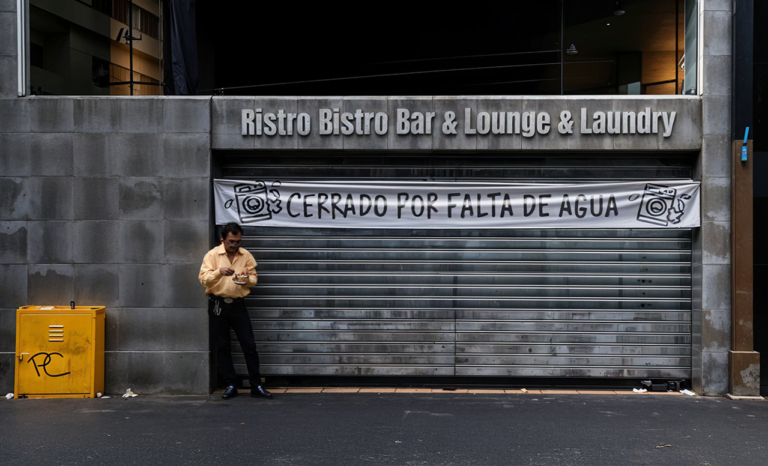 Ristro Bistro Bar & Lounge & Laundry
CERRADO POR FALTA DE AGUA
PC